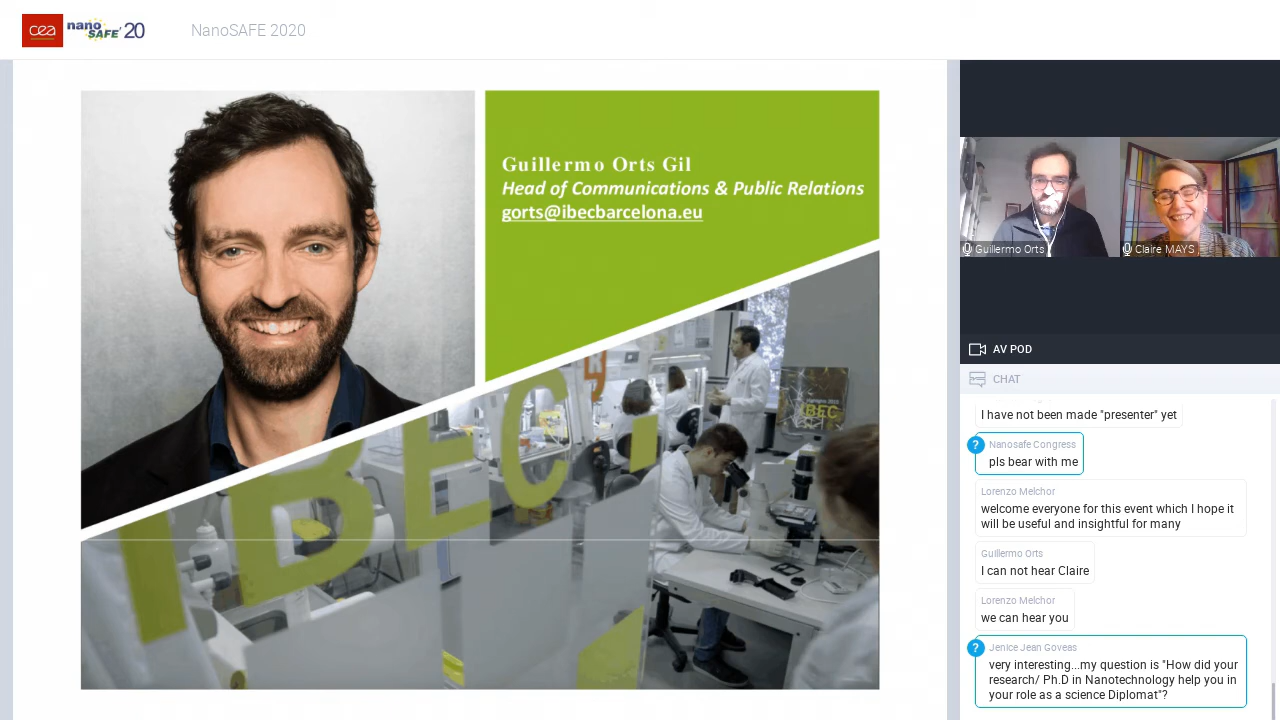 cea nano SAFE' 20
NanoSAFE 2020
Guillermo Orts Gil
Head of Communications & Public Relations
gorts@ibecbarcelona.eu
IBEC
IBEC
Guillermo Orts
Claire MAYS
AV POD
CHAT
I have not been made "presenter" yet
? Nanosafe Congress
pls bear with me
Lorenzo Melchor
welcome everyone for this event which I hope it
will be useful and insightful for many
Guillermo Orts
I can not hear Claire
Lorenzo Melchor
we can hear you
? Jenice Jean Goveas
very interesting...my question is "How did your
research/ Ph.D in Nanotechnology help you in
your role as a science Diplomat"?